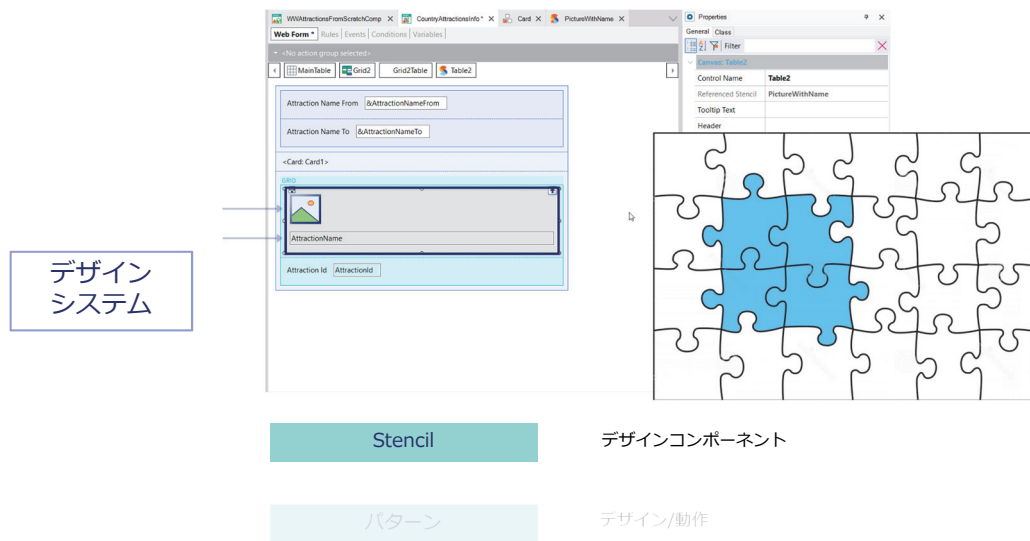 WWAttractionsFromScratchComp X CountryAttractionsInfo * X Card X PictureWithName X
Web Form * | Rules | Events | Conditions | Variables |
<No action group selected>
MainTable Grid2 Grid2Table Table2
Attraction Name From &AttractionNameFrom
Attraction Name To &AttractionNameTo
<Card: Card1>
GRID
AttractionName
Attraction Id AttractionId
Properties
General Class
Filter
Canvas: Table2
Control Name Table2
Referenced Stencil PictureWithName
Tooltip Text
Header
デザイン
システム
Stencil デザインコンポーネント
パターン デザイン/動作